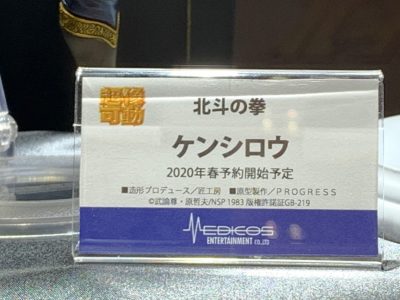 超像可動
北斗の拳
ケンシロウ
2020年春予約開始予定
■造形プロデュース／匠工房 ■原型製作／PROGRESS
©武論尊・原哲夫/NSP 1983 版権許諾証G8-219
MEDICOS
ENTERTAINMENT CO.,LTD